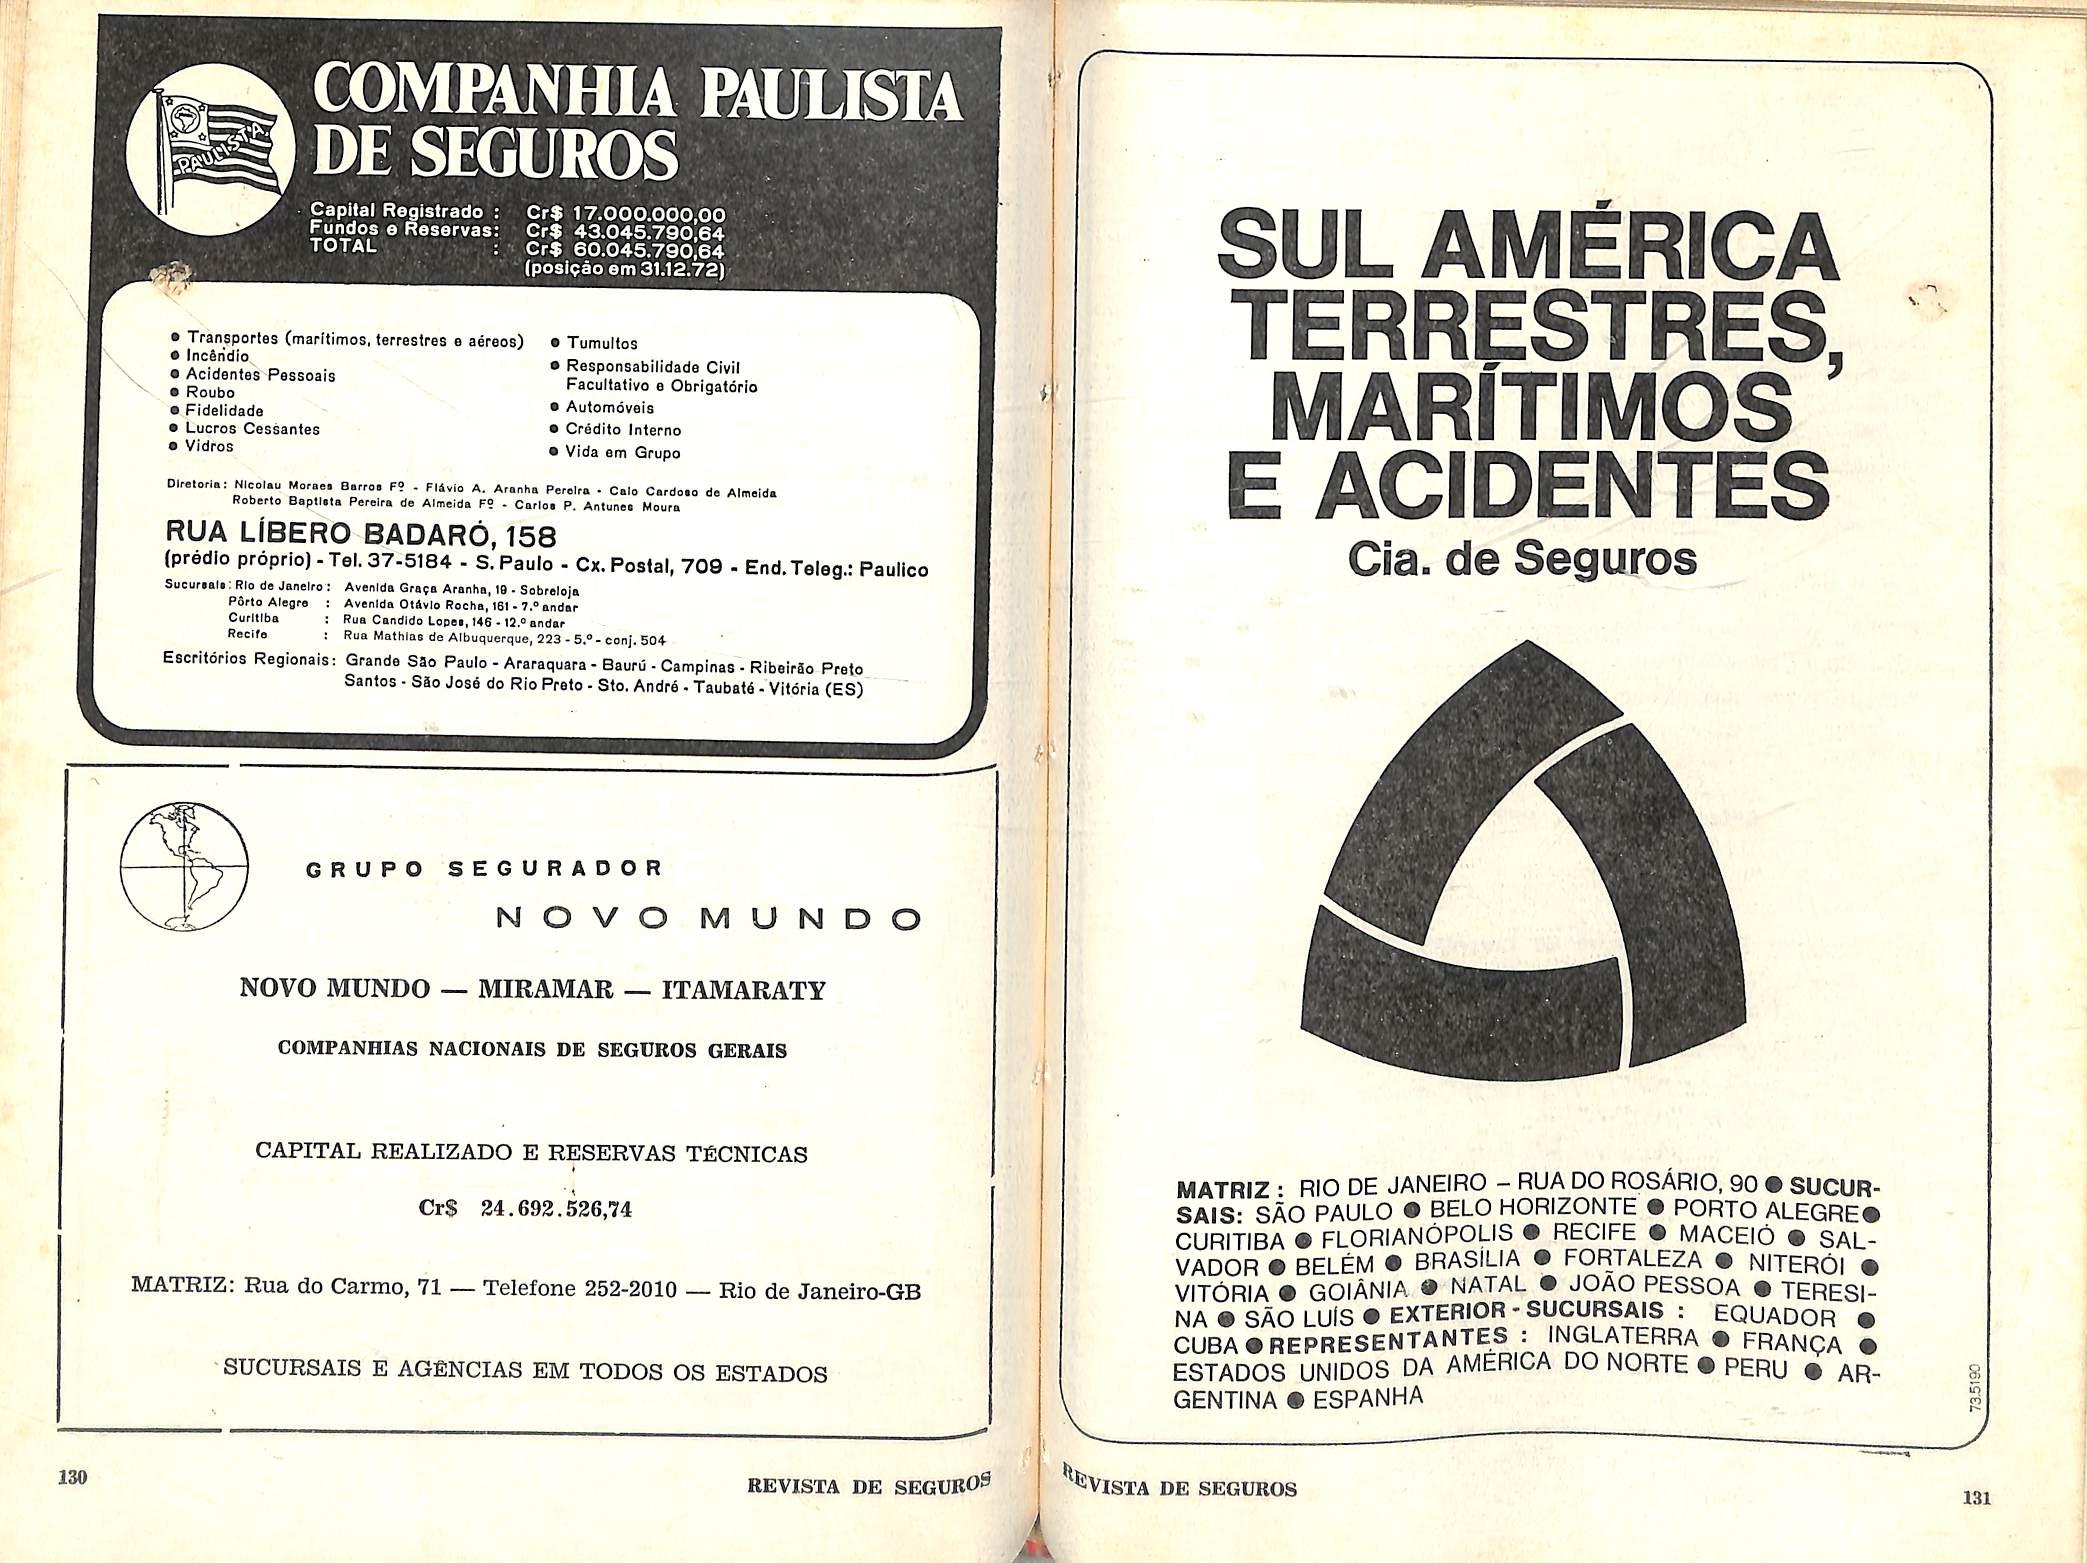 PAULISTA
COMPANHIA PAULISTA
DE SEGUROS
Capital Registrado : Cr$ 17.000.000,00
Fundos e Reservas: Cr$ 43.045.790,64
TOTAL : Cr$ 60.045.790,64
(posição em 31.12.72)
● Transportes (marítimos, terrestres e aéreos)
● Incêndio
● Acidentes Pessoais
● Roubo
● Fidelidade
● Lucros Cessantes
● Vidros
● Tumultos
● Responsabilidade Civil
Facultativo e Obrigatório
● Automóveis
● Crédito Interno
● Vida em Grupo
Diretoria: Nicolau Moraes Barros Fº - Flávio A. Aranha Pereira - Caio Cardoso de Almeida
Roberto Baptista Pereira de Almeida Fº - Carlos P. Antunes Moura
RUA LÍBERO BADARÓ, 158
(prédio próprio) - Tel. 37-5184 - S. Paulo - Cx. Postal, 709 - End. Teleg.: Paulico
Sucursais: Rio de Janeiro : Avenida Graça Aranha, 19 - Sobreloja
Pôrto Alegre : Avenida Otávio Rocha, 161 - 7.º andar
Curitiba : Rua Candido Lopes, 146 - 12.º andar
Recife : Rua Mathias de Albuquerque, 223 - 5.º - conj. 504
Escritórios Regionais: Grande São Paulo - Araraquara - Baurú - Campinas - Ribeirão Preto
Santos - São José do Rio Preto - Sto. André - Taubaté - Vitória (ES)
GRUPO SEGURADOR
NOVO MUNDO
NOVO MUNDO — MIRAMAR — ITAMARATY
COMPANHIAS NACIONAIS DE SEGUROS GERAIS
CAPITAL REALIZADO E RESERVAS TÉCNICAS
Cr$ 24.692.526,74
MATRIZ: Rua do Carmo, 71 — Telefone 252-2010 — Rio de Janeiro-GB
SUCURSAIS E AGÊNCIAS EM TODOS OS ESTADOS
130
REVISTA DE SEGUROS
SUL AMÉRICA
TERRESTRES,
MARÍTIMOS
E ACIDENTES
Cia. de Seguros
MATRIZ : RIO DE JANEIRO – RUA DO ROSÁRIO, 90 ● SUCUR-
SAIS: SÃO PAULO ● BELO HORIZONTE ● PORTO ALEGRE●
CURITIBA ● FLORIANÓPOLIS ● RECIFE ● MACEIÓ ● SAL-
VADOR ● BELÉM ● BRASÍLIA ● FORTALEZA ● NITERÓI ●
VITÓRIA ● GOIÂNIA ● NATAL ● JOÃO PESSOA ● TERESI-
NA ● SÃO LUÍS ● EXTERIOR - SUCURSAIS : EQUADOR ●
CUBA ● REPRESENTANTES : INGLATERRA ● FRANÇA ●
ESTADOS UNIDOS DA AMÉRICA DO NORTE ● PERU ● AR-
GENTINA ● ESPANHA
73.5190
REVISTA DE SEGUROS
131